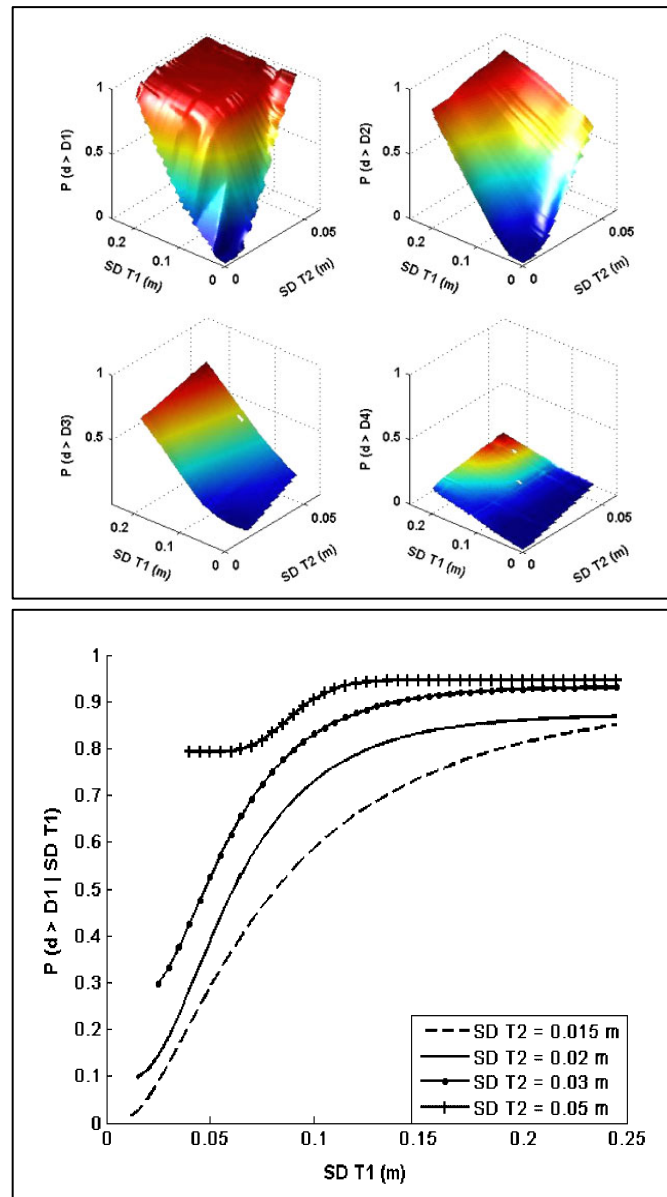 1
0.5
0
P (d > D1)
0.2
0.1
0
SD T1 (m)
0
0.05
SD T2 (m)
1
0.5
0
P (d > D2)
0.2
0.1
0
SD T1 (m)
0
0.05
SD T2 (m)
1
0.5
P (d > D3)
0.2
0.1
0
SD T1 (m)
0
0.05
SD T2 (m)
1
0.5
0
P (d > D4)
0.2
0.1
0
SD T1 (m)
0
0.05
SD T2 (m)
1
0.9
0.8
0.7
0.6
0.5
0.4
0.3
0.2
0.1
0
P (d > D1 | SD T1)
SD T2 = 0.015 m
SD T2 = 0.02 m
SD T2 = 0.03 m
SD T2 = 0.05 m
0 0.05 0.1 0.15 0.2 0.25
SD T1 (m)